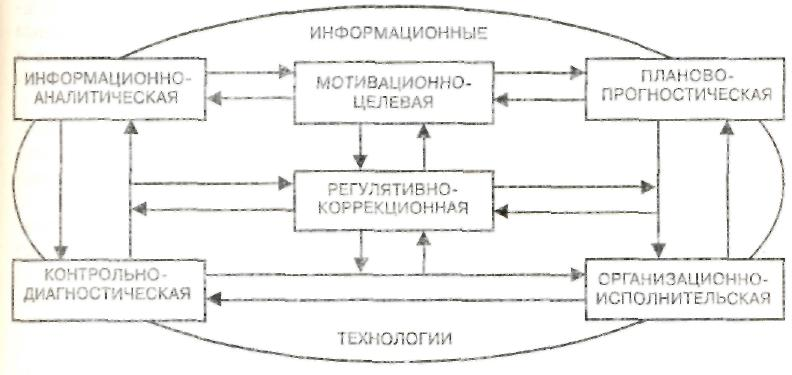 ИНФОРМАЦИОННЫЕ
ИНФОРМАЦИОННО-
АНАЛИТИЧЕСКАЯ
МОТИВАЦИОННО-
ЦЕЛЕВАЯ
ПЛАНОВО-
ПРОГНОСТИЧЕСКАЯ
РЕГУЛЯТИВНО-
КОРРЕКЦИОННАЯ
КОНТРОЛЬНО-
ДИАГНОСТИЧЕСКАЯ
ОРГАНИЗАЦИОННО-
ИСПОЛНИТЕЛЬСКАЯ
ТЕХНОЛОГИИ